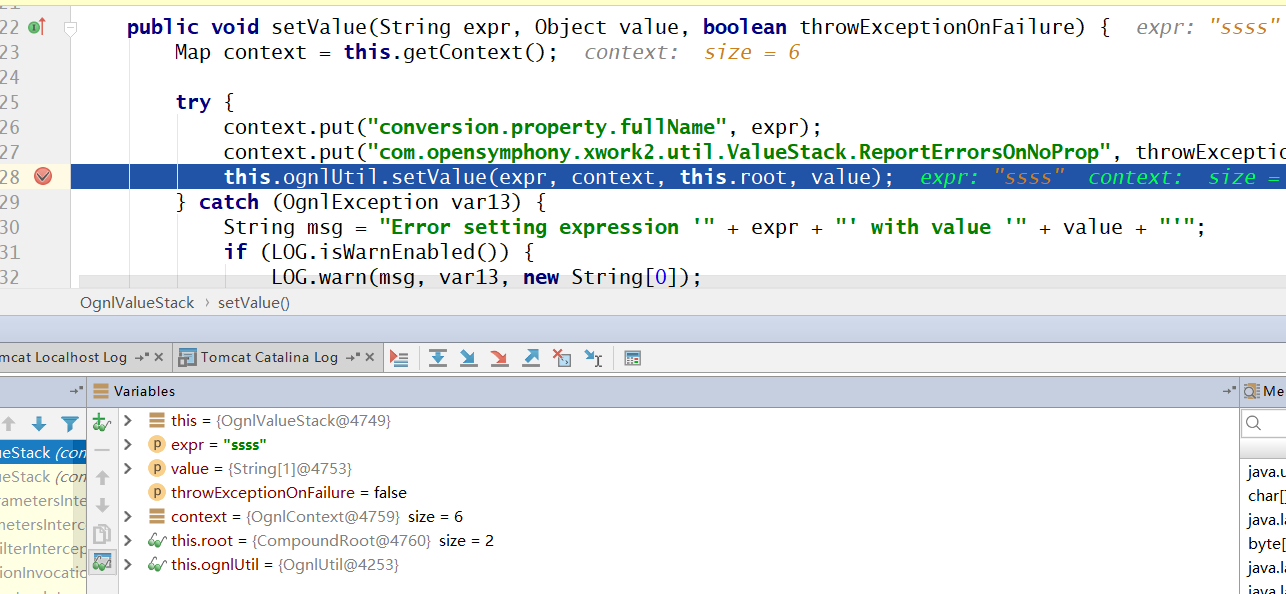 22 public void setValue(String expr, Object value, boolean throwExceptionOnFailure) { expr: "ssss"
23 Map context = this.getContext(); context: size = 6
24
25 try {
26 context.put("conversion.property.fullName", expr);
27 context.put("com.opensymphony.xwork2.util.ValueStack.ReportErrorsOnNoProp", throwExceptio
28 this.ognlUtil.setValue(expr, context, this.root, value); expr: "ssss" context: size =
29 } catch (OgnlException var13) {
30 String msg = "Error setting expression '" + expr + "' with value '" + value + "'";
31 if (LOG.isWarnEnabled()) {
32 LOG.warn(msg, var13, new String[0]);
OgnlValueStack › setValue()
mcat Localhost Log Tomcat Catalina Log
Variables Me
this = {OgnlValueStack@4749}
expr = "ssss"
value = {String[1]@4753}
throwExceptionOnFailure = false
context = {OgnlContext@4759} size = 6
this.root = {CompoundRoot@4760} size = 2
this.ognlUtil = {OgnlUtil@4253}
ueStack (con
ueStack (con
rametersInte
metersInterc
ilterIntercep
ionInvocatio
java.u
char[]
java.la
byte[
java.la
java.la